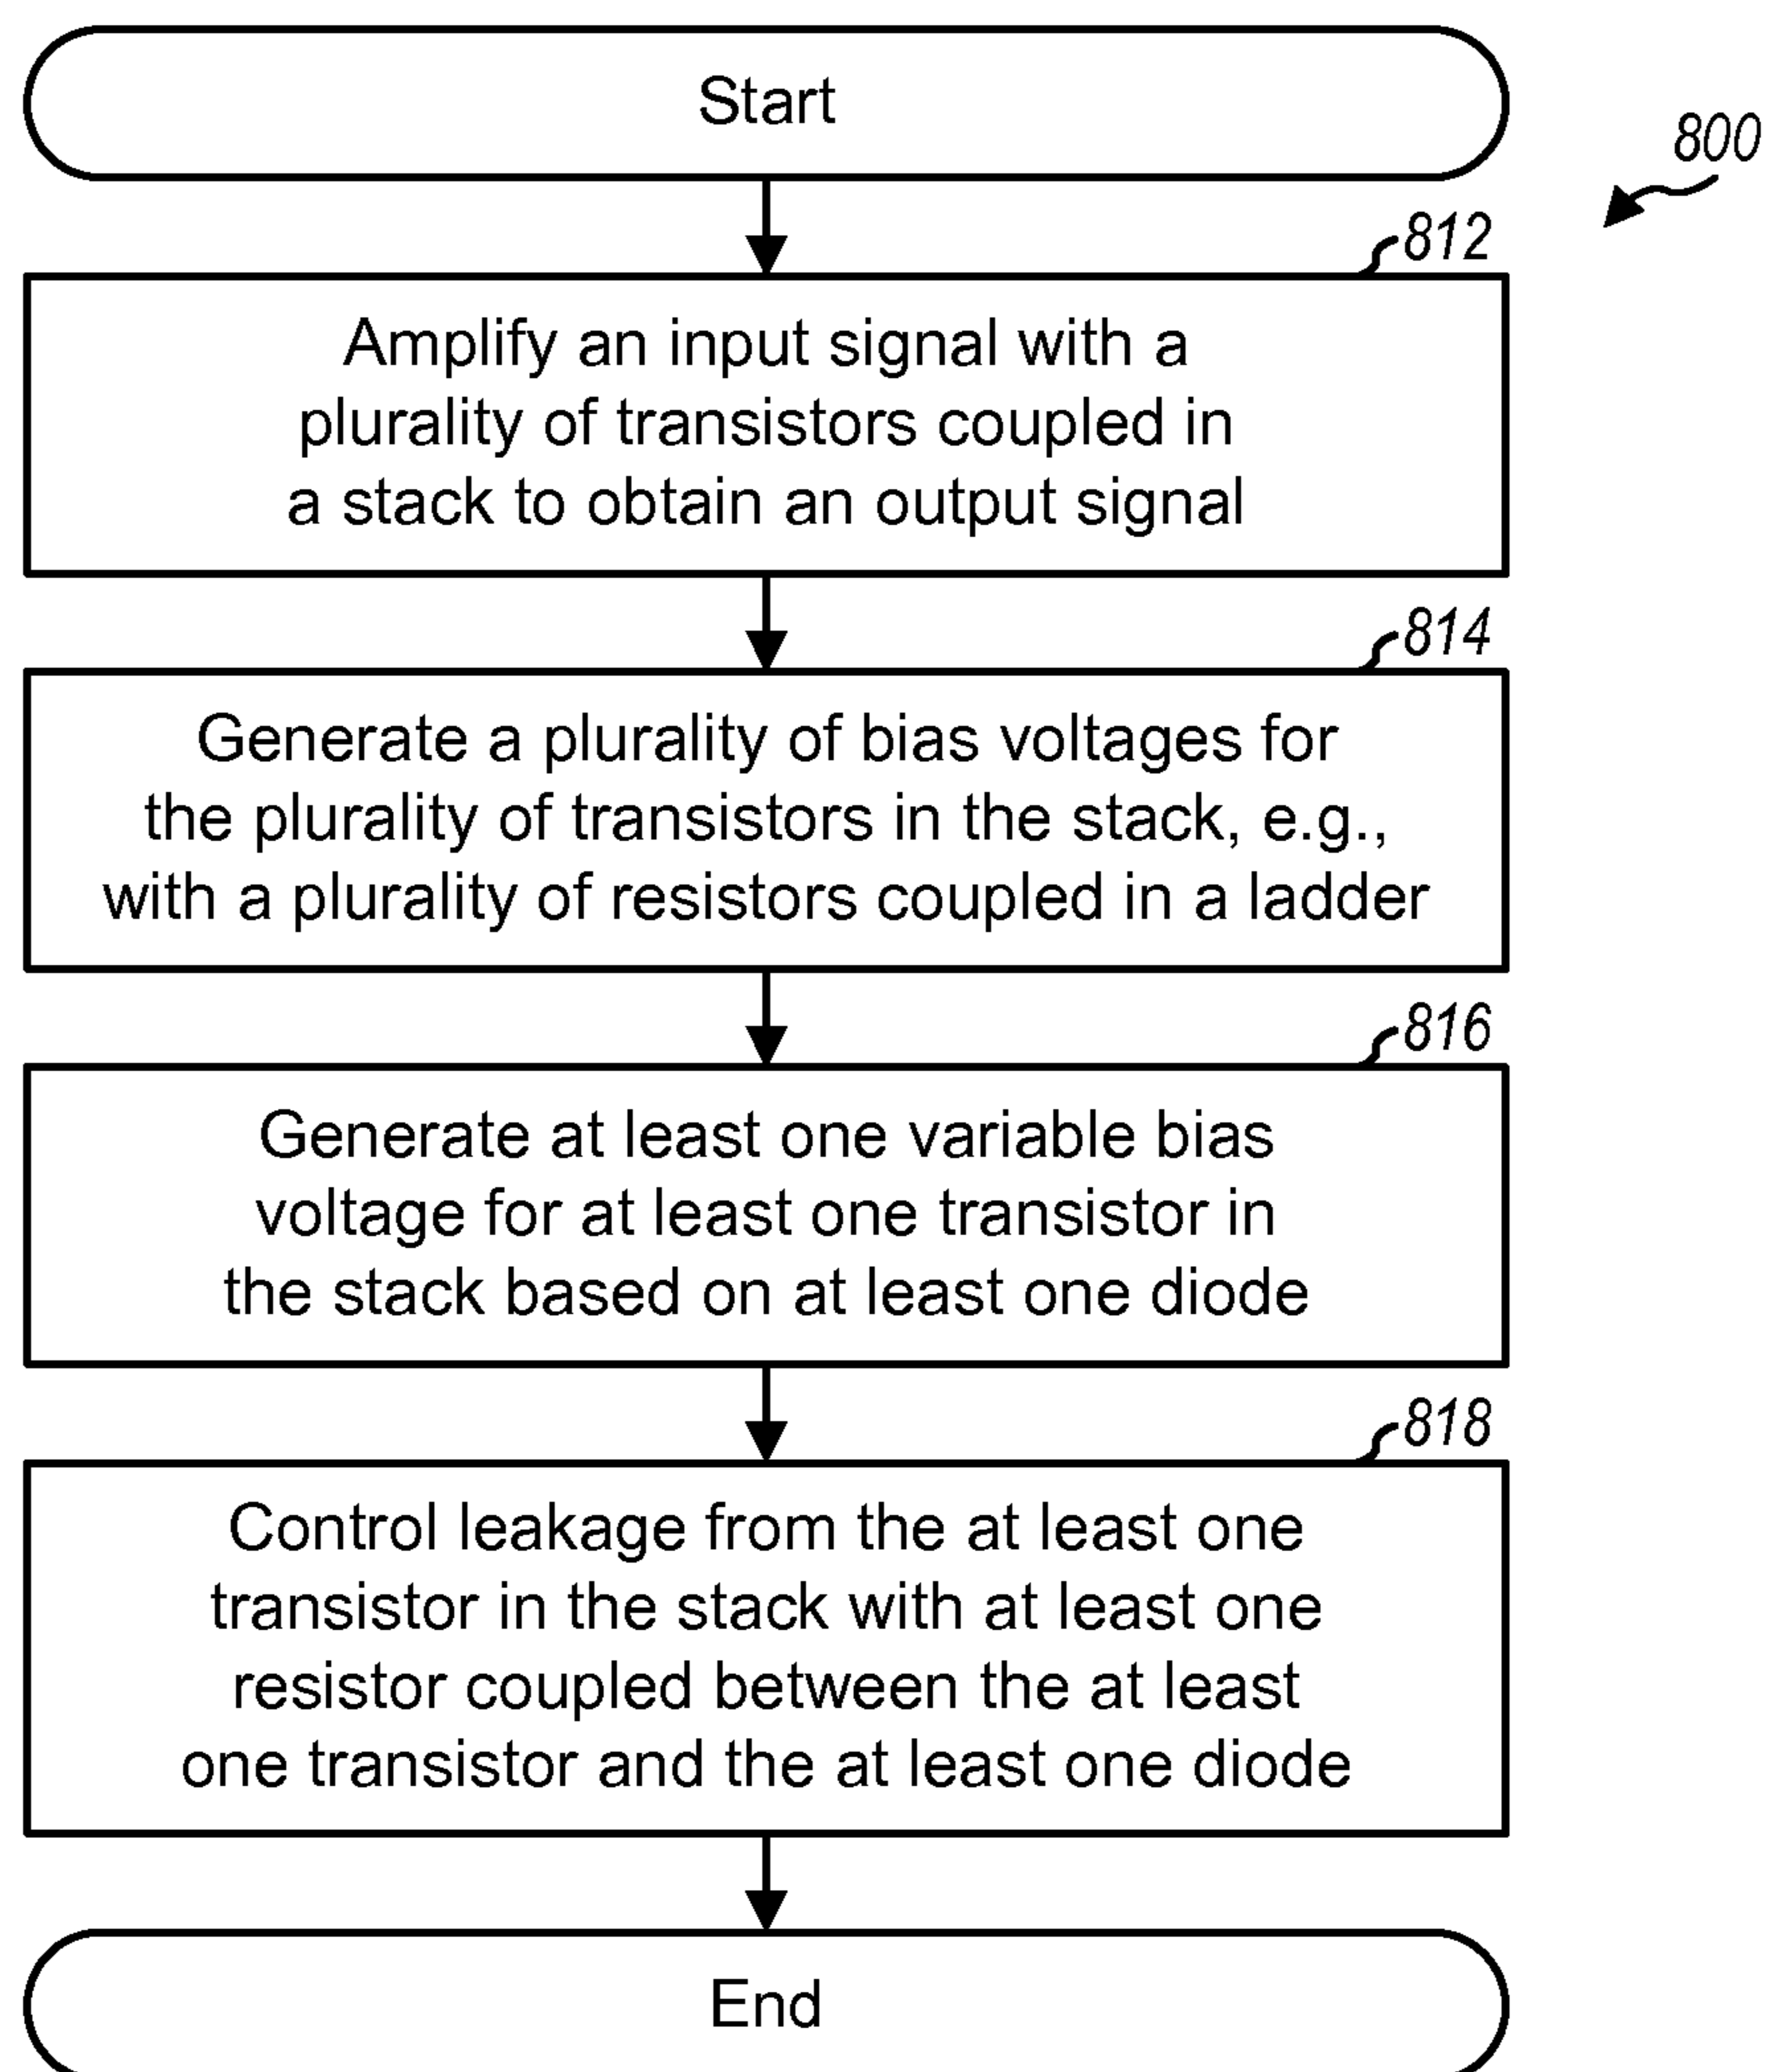 Start
800
812
Amplify an input signal with a
plurality of transistors coupled in
a stack to obtain an output signal
814
Generate a plurality of bias voltages for
the plurality of transistors in the stack, e.g.,
with a plurality of resistors coupled in a ladder
816
Generate at least one variable bias
voltage for at least one transistor in
the stack based on at least one diode
818
Control leakage from the at least one
transistor in the stack with at least one
resistor coupled between the at least
one transistor and the at least one diode
End